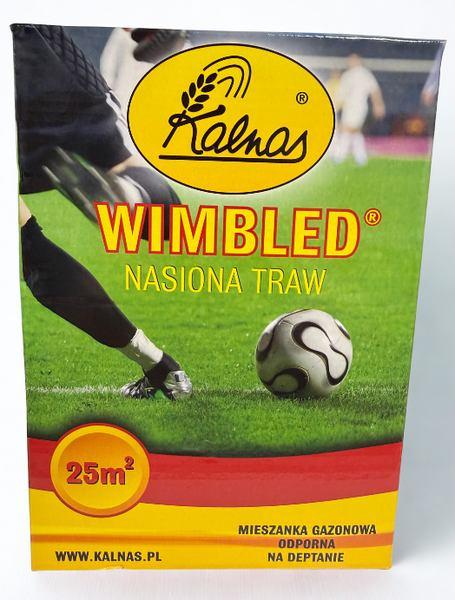 Kalnas ®
WIMBLED®
NASIONA TRAW
25m²
MIESZANKA GAZONOWA
ODPORNA
NA DEPTANIE
WWW.KALNAS.PL